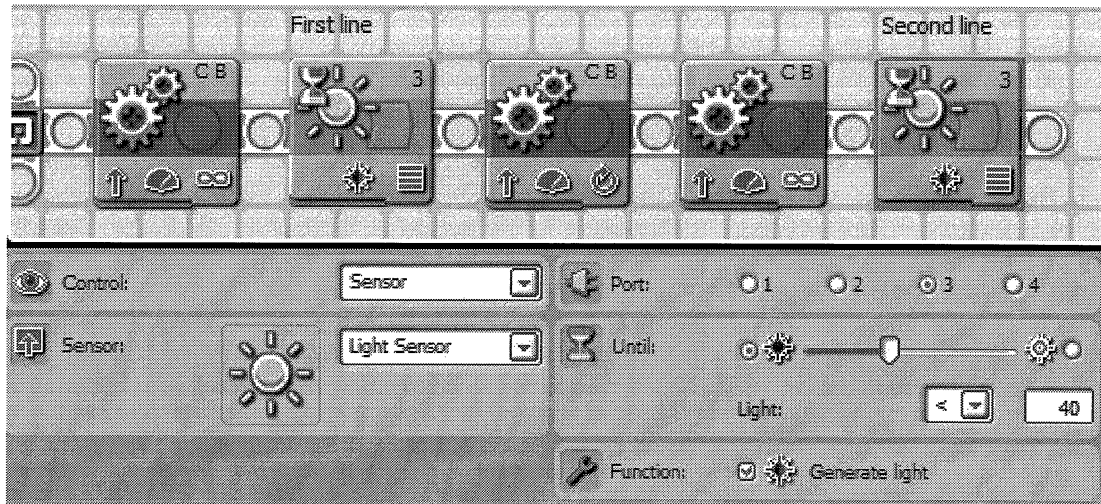 First line
Second line
C B
3
C B
C B
3
Control:
Sensor
Port:
1
2
3
4
Sensor:
Light Sensor
Until:
Light:
<
40
Function:
Generate light